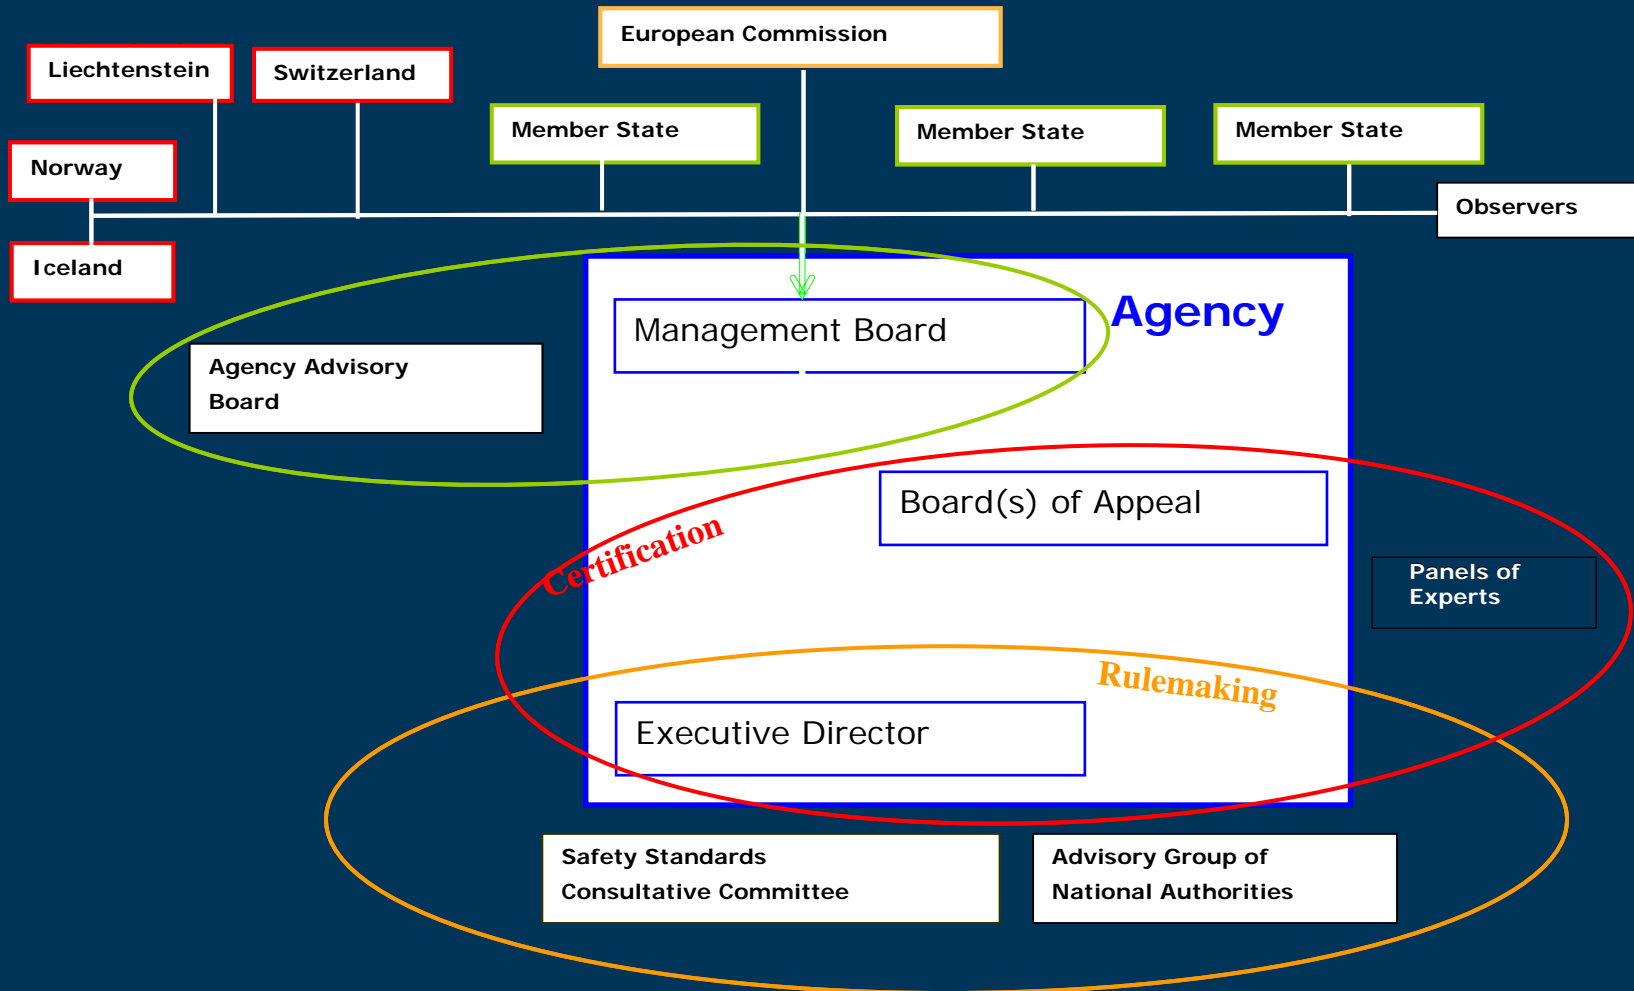 European Commission
Liechtenstein
Switzerland
Member State
Member State
Member State
Norway
Observers
Iceland
Agency
Management Board
Agency Advisory
Board
Board(s) of Appeal
Certification
Panels of
Experts
Rulemaking
Executive Director
Safety Standards
Consultative Committee
Advisory Group of
National Authorities